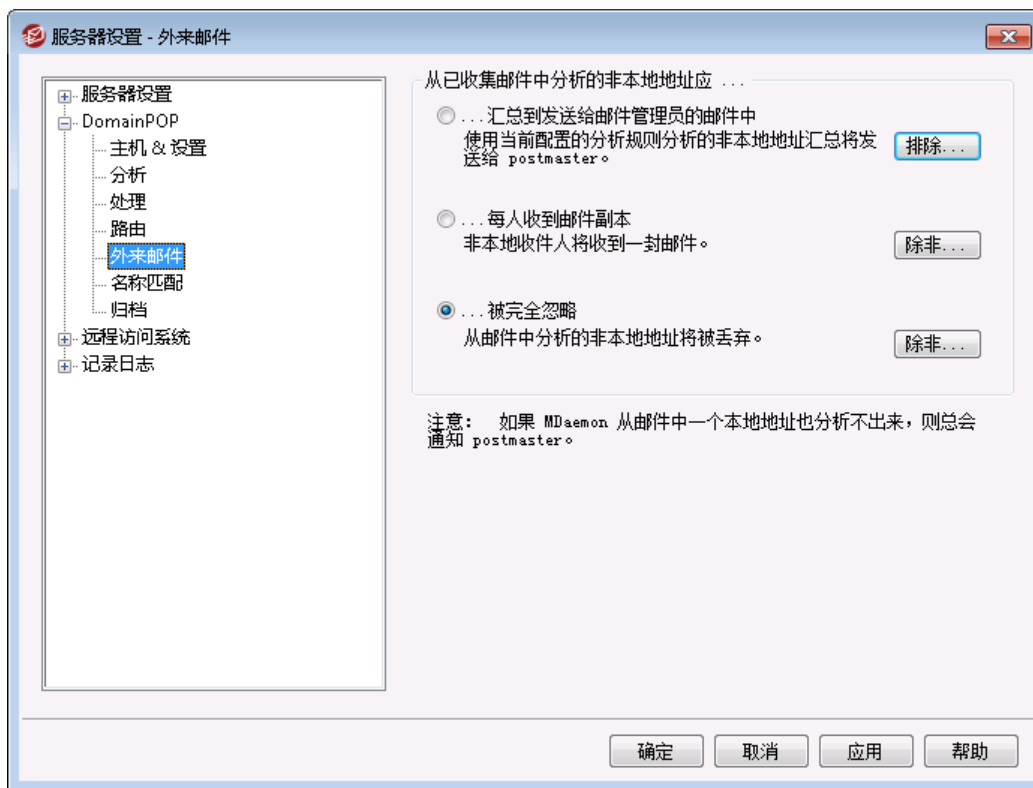 服务器设置 - 外来邮件
服务器设置
DomainPOP
主机 & 设置
分析
处理
路由
外来邮件
名称匹配
归档
远程访问系统
记录日志
从已收集邮件中分析的非本地地址应 ...
...汇总到发送给邮件管理员的邮件中
使用当前配置的分析规则分析的非本地地址汇总将发
送给 postmaster。
排除...
...每人收到邮件副本
非本地收件人将收到一封邮件。
除非...
...被完全忽略
从邮件中分析的非本地地址将被丢弃。
除非...
注意： 如果 MDaemon 从邮件中一个本地地址也分析不出来，则总会
通知 postmaster。
确定
取消
应用
帮助